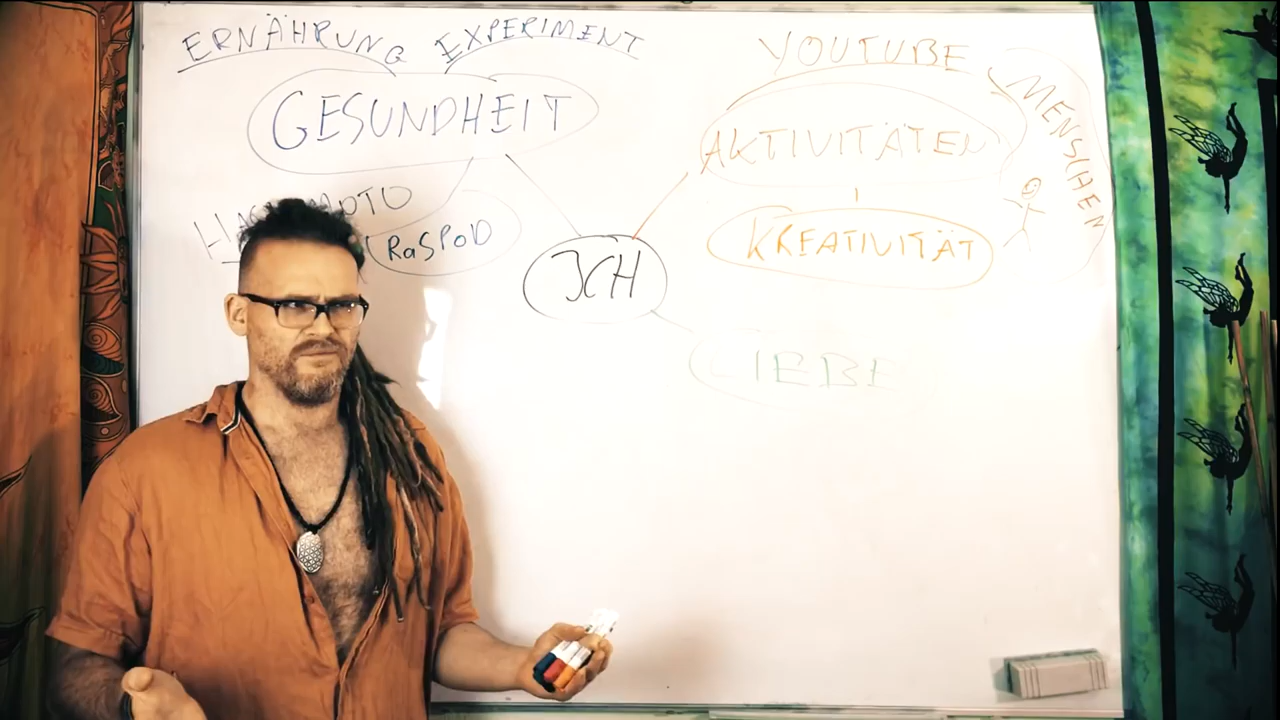 ERNÄHRUNG EXPERIMENT
GESUNDHEIT
RaSPoD
ICH
YOUTUBE
MENSCHEN
AKTIVITÄTEN
KREATIVITÄT
LIEBE